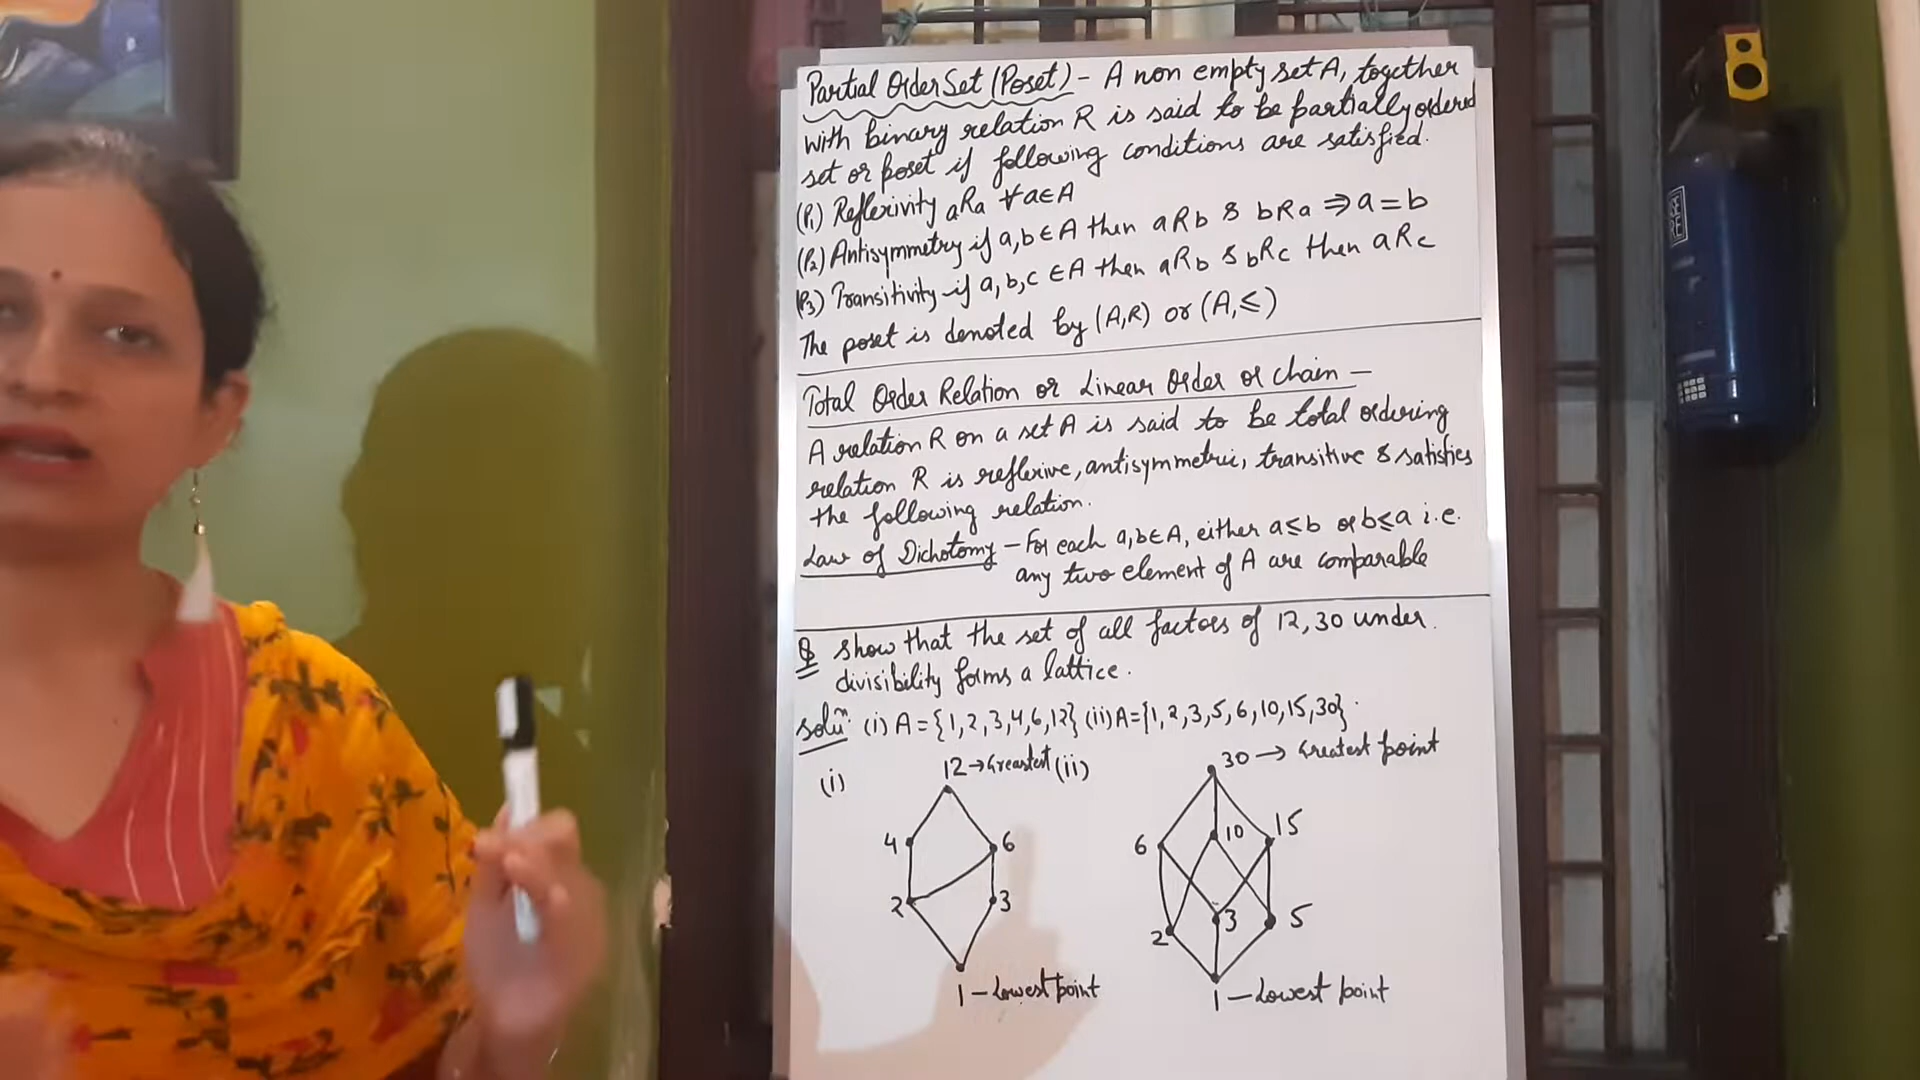 Partial Order Set (Poset) - A non empty set A, together
with binary relation R is said to be partially ordered
set or poset if following conditions are satisfied.
(P₁) Reflexivity aRa ∀a∈A
(P₂) Antisymmetry if a,b∈A then aRb & bRa ⇒ a=b
(P₃) Transitivity if a,b,c ∈A then aRb & bRc then aRc
The poset is denoted by (A,R) or (A,≤)
Total Order Relation or Linear Order or Chain -
A relation R on a set A is said to be total ordering
relation R is reflexive, antisymmetric, transitive & satisfies
the following relation.
Law of Dichotomy - For each a,b∈A, either a≤b or b≤a i.e.
any two element of A are comparable
Q Show that the set of all factors of 12,30 under
divisibility forms a lattice.
Solun (i) A = {1,2,3,4,6,12} (ii) A={1,2,3,5,6,10,15,30}
(i) 12→Greastest (ii) 30 → Greatest point
4 6 6 10 15
2 3 2 3 5
1 - Lowest point 1 - Lowest point